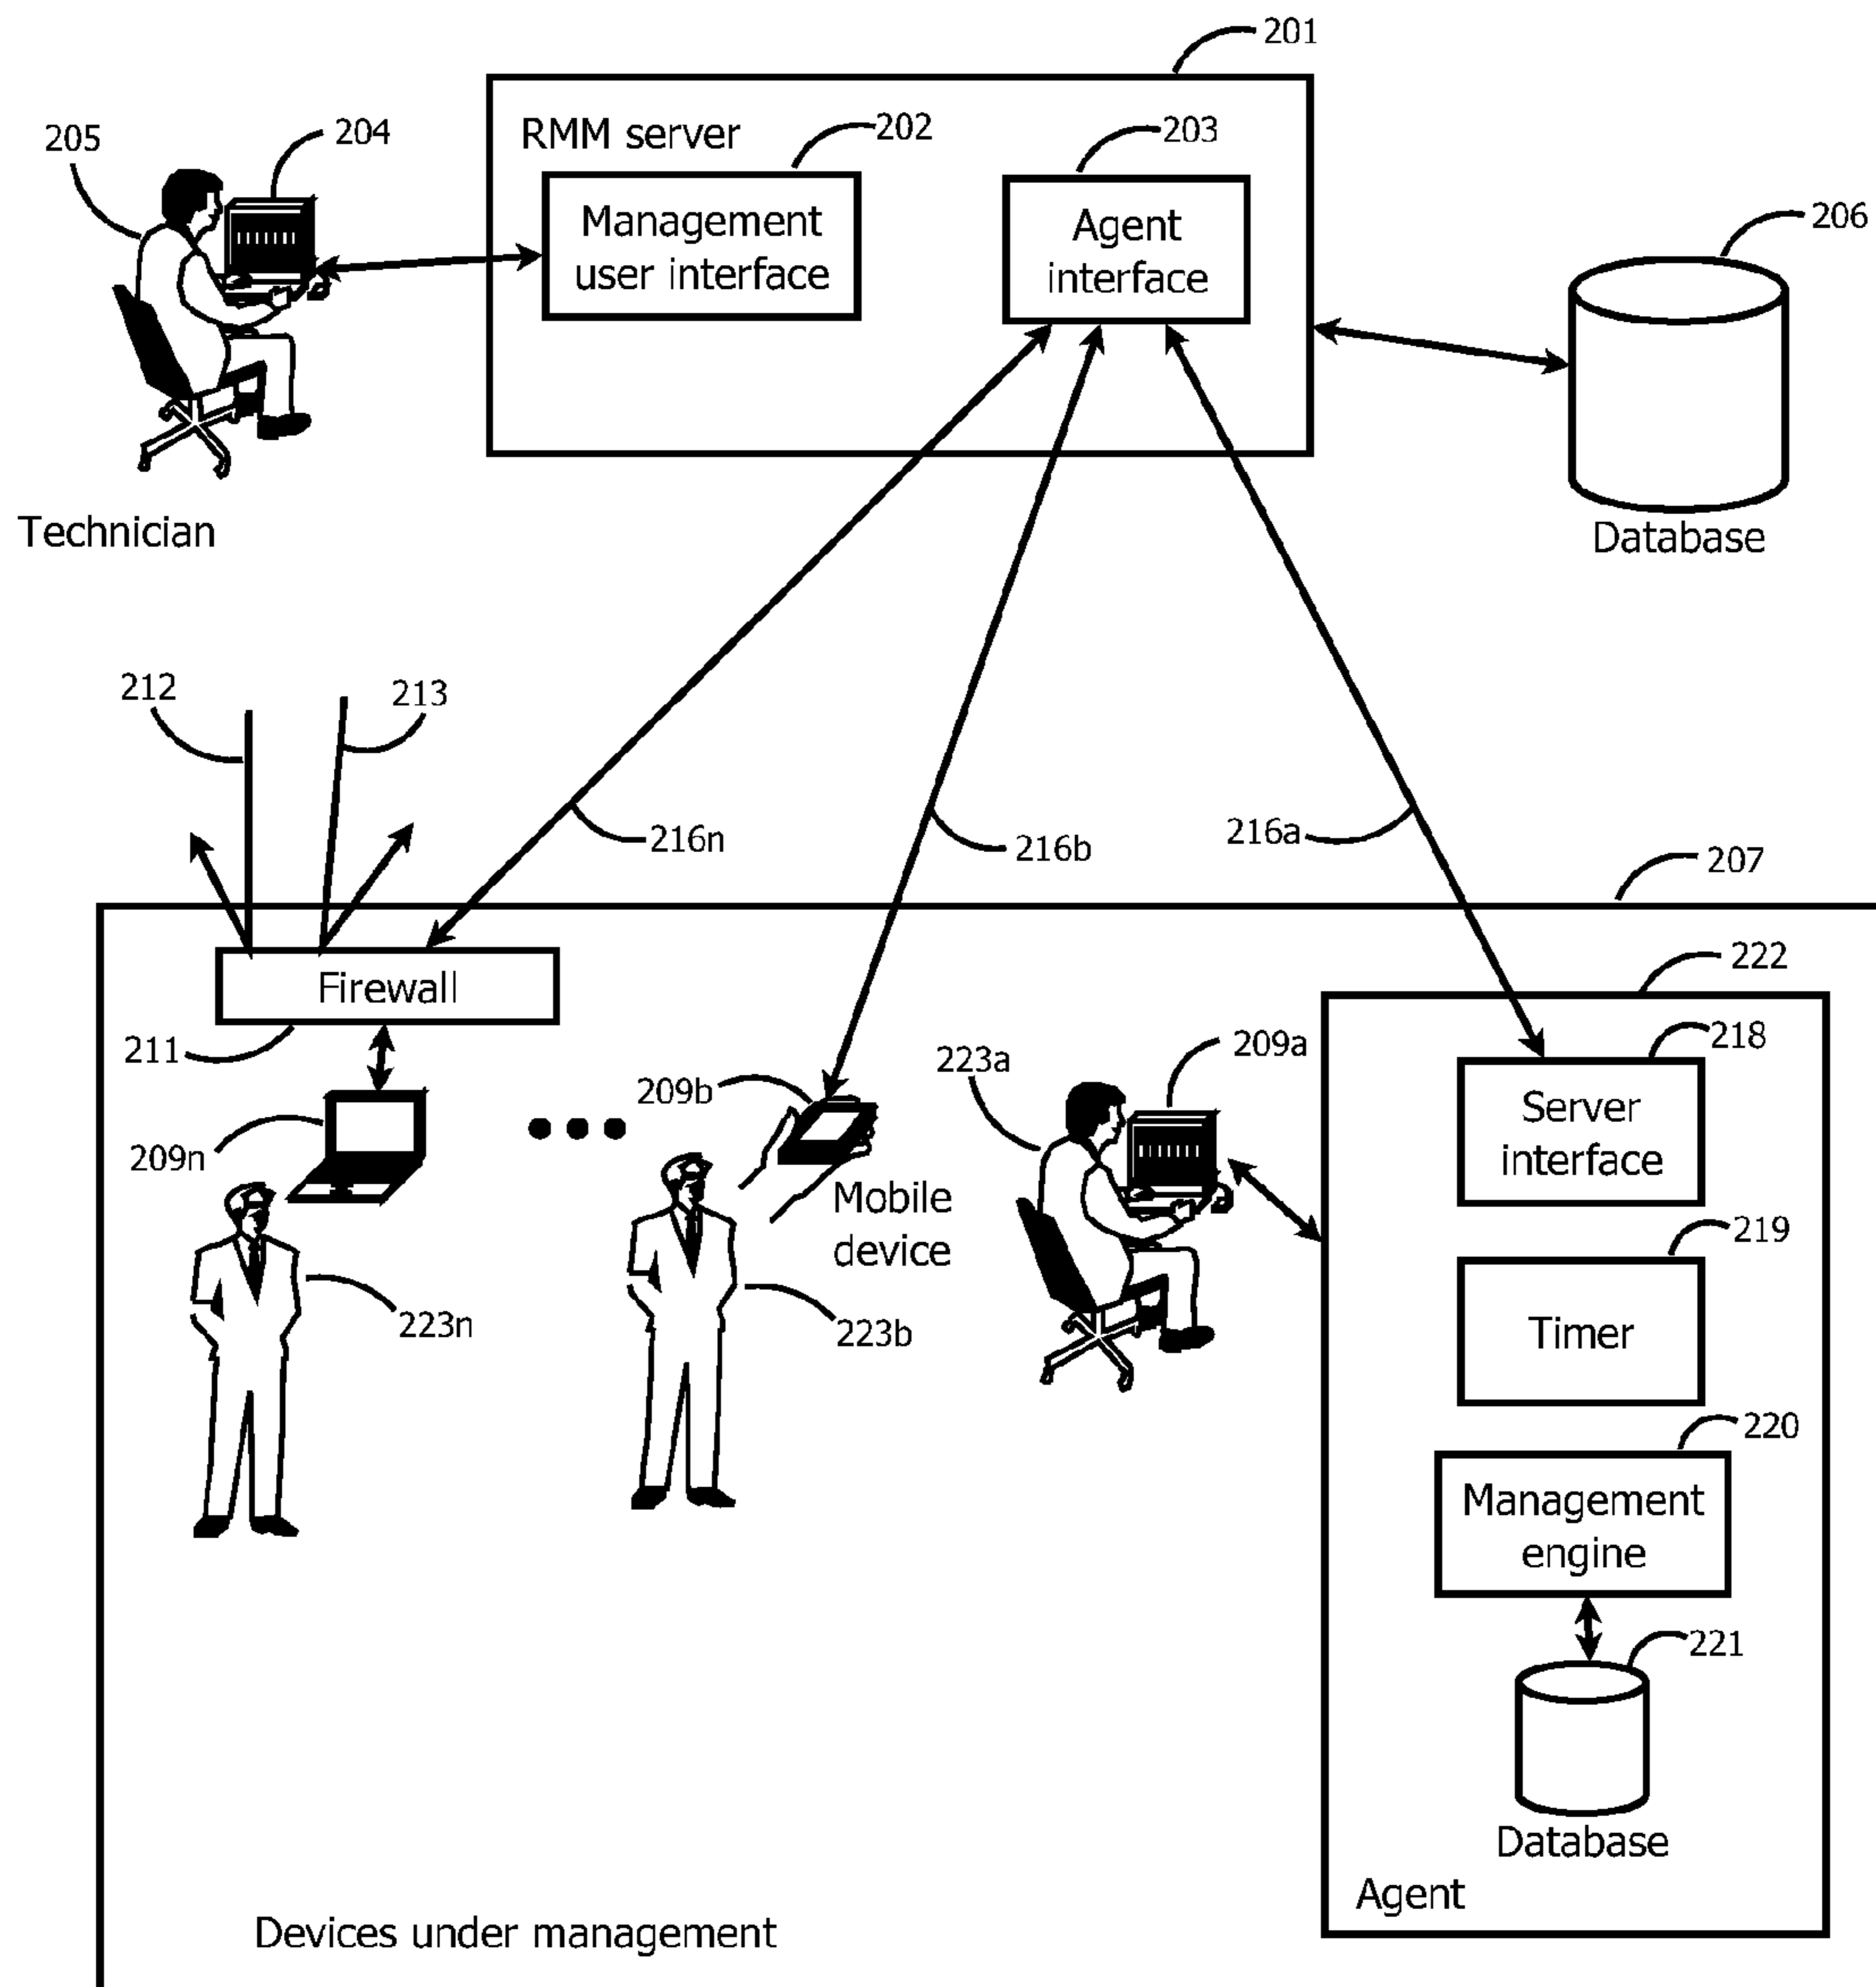 201
205
204
RMM server
202
203
Management
user interface
Agent
interface
206
Technician
Database
212
213
216n
216b
216a
207
Firewall
222
211
218
209b
223a
209a
Server
interface
209n
Mobile
device
219
223n
223b
Timer
220
Management
engine
221
Database
Agent
Devices under management